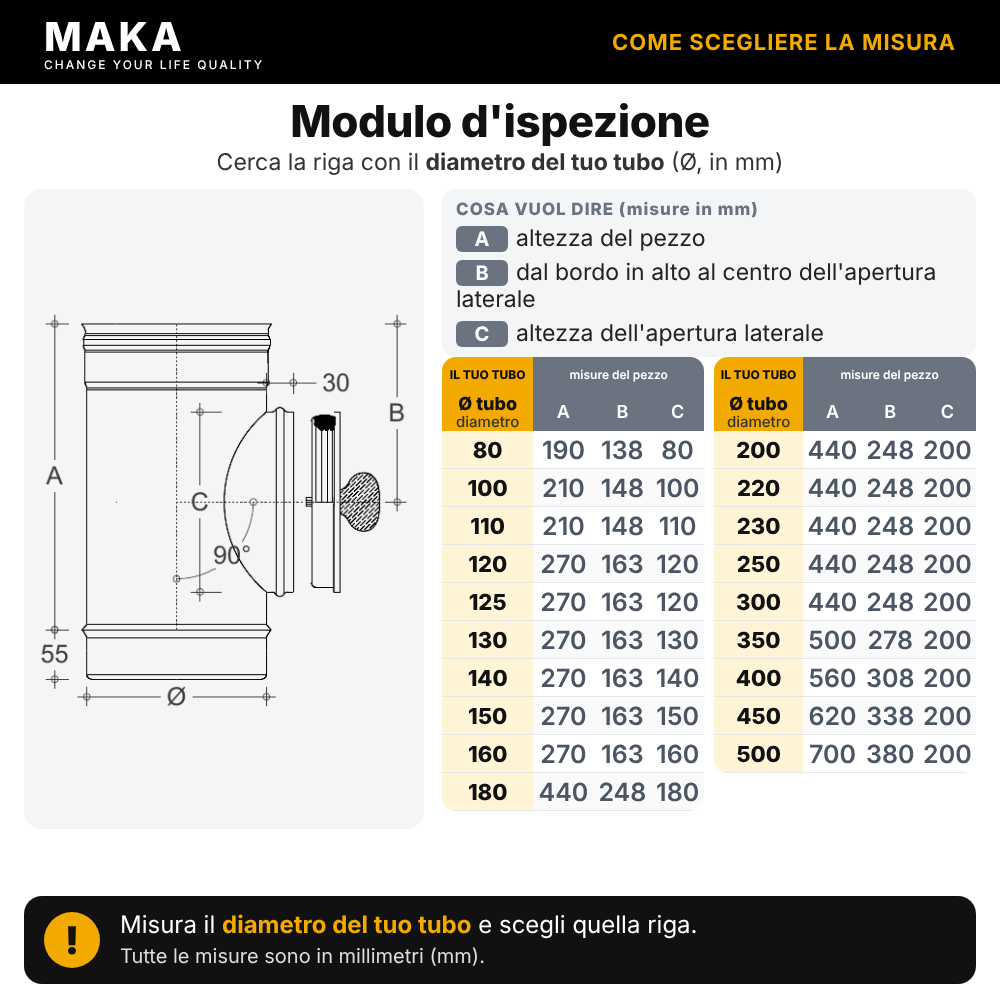 MAKA
CHANGE YOUR LIFE QUALITY
COME SCEGLIERE LA MISURA
Modulo d'ispezione
Cerca la riga con il diametro del tuo tubo (Ø, in mm)
30
B
A
C
90°
55
Ø
COSA VUOL DIRE (misure in mm)
A altezza del pezzo
B dal bordo in alto al centro dell'apertura
laterale
C altezza dell'apertura laterale
IL TUO TUBO misure del pezzo
Ø tubo A B C
diametro
80 190 138 80
100 210 148 100
110 210 148 110
120 270 163 120
125 270 163 120
130 270 163 130
140 270 163 140
150 270 163 150
160 270 163 160
180 440 248 180
IL TUO TUBO misure del pezzo
Ø tubo A B C
diametro
200 440 248 200
220 440 248 200
230 440 248 200
250 440 248 200
300 440 248 200
350 500 278 200
400 560 308 200
450 620 338 200
500 700 380 200
! Misura il diametro del tuo tubo e scegli quella riga.
Tutte le misure sono in millimetri (mm).